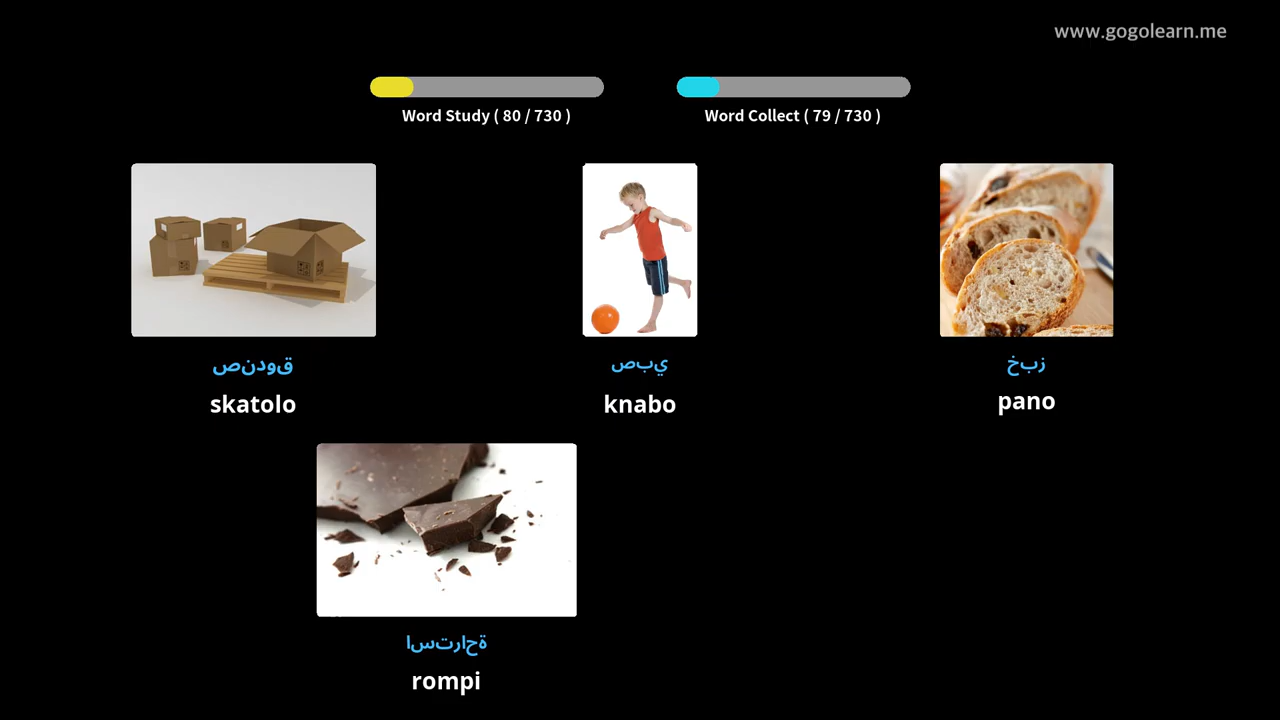 www.gogolearn.me
Word Study ( 80 / 730 )
Word Collect ( 79 / 730 )
صندوق
skatolo
صبي
knabo
خبز
pano
استراحة
rompi